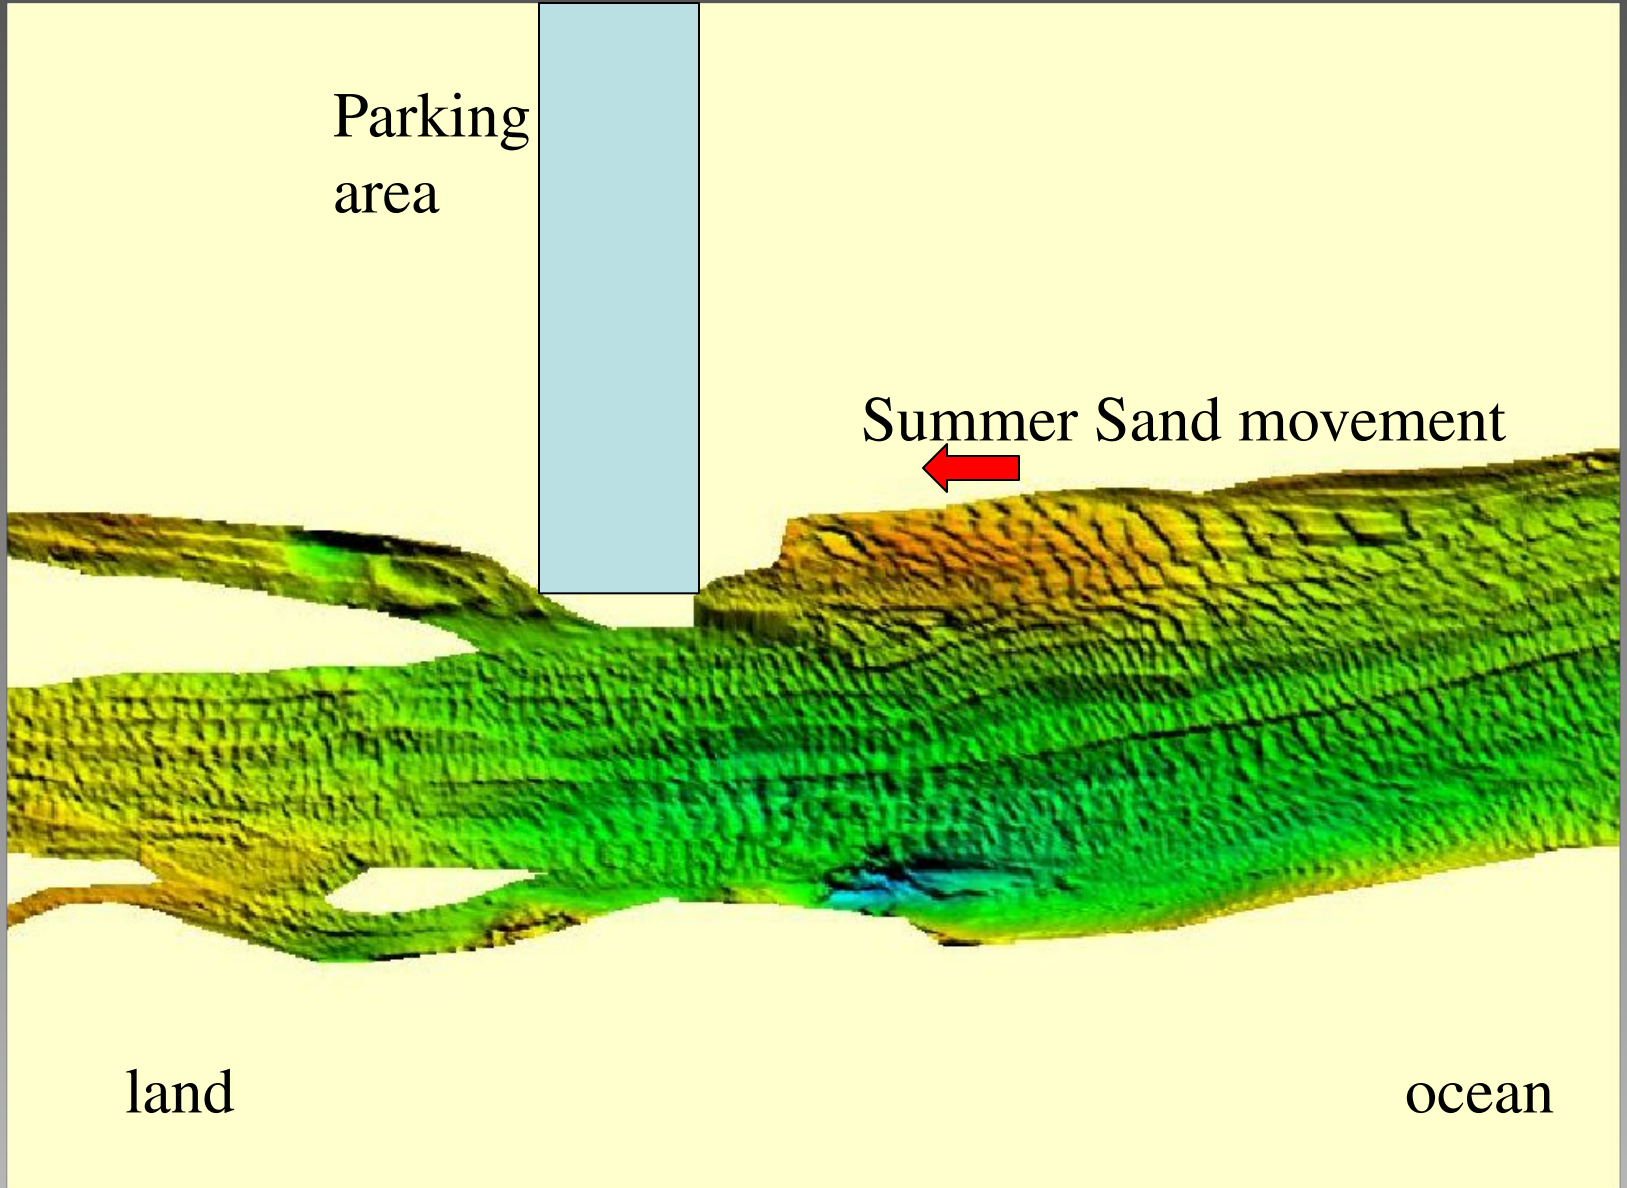 Parking
area
Summer Sand movement
land
ocean